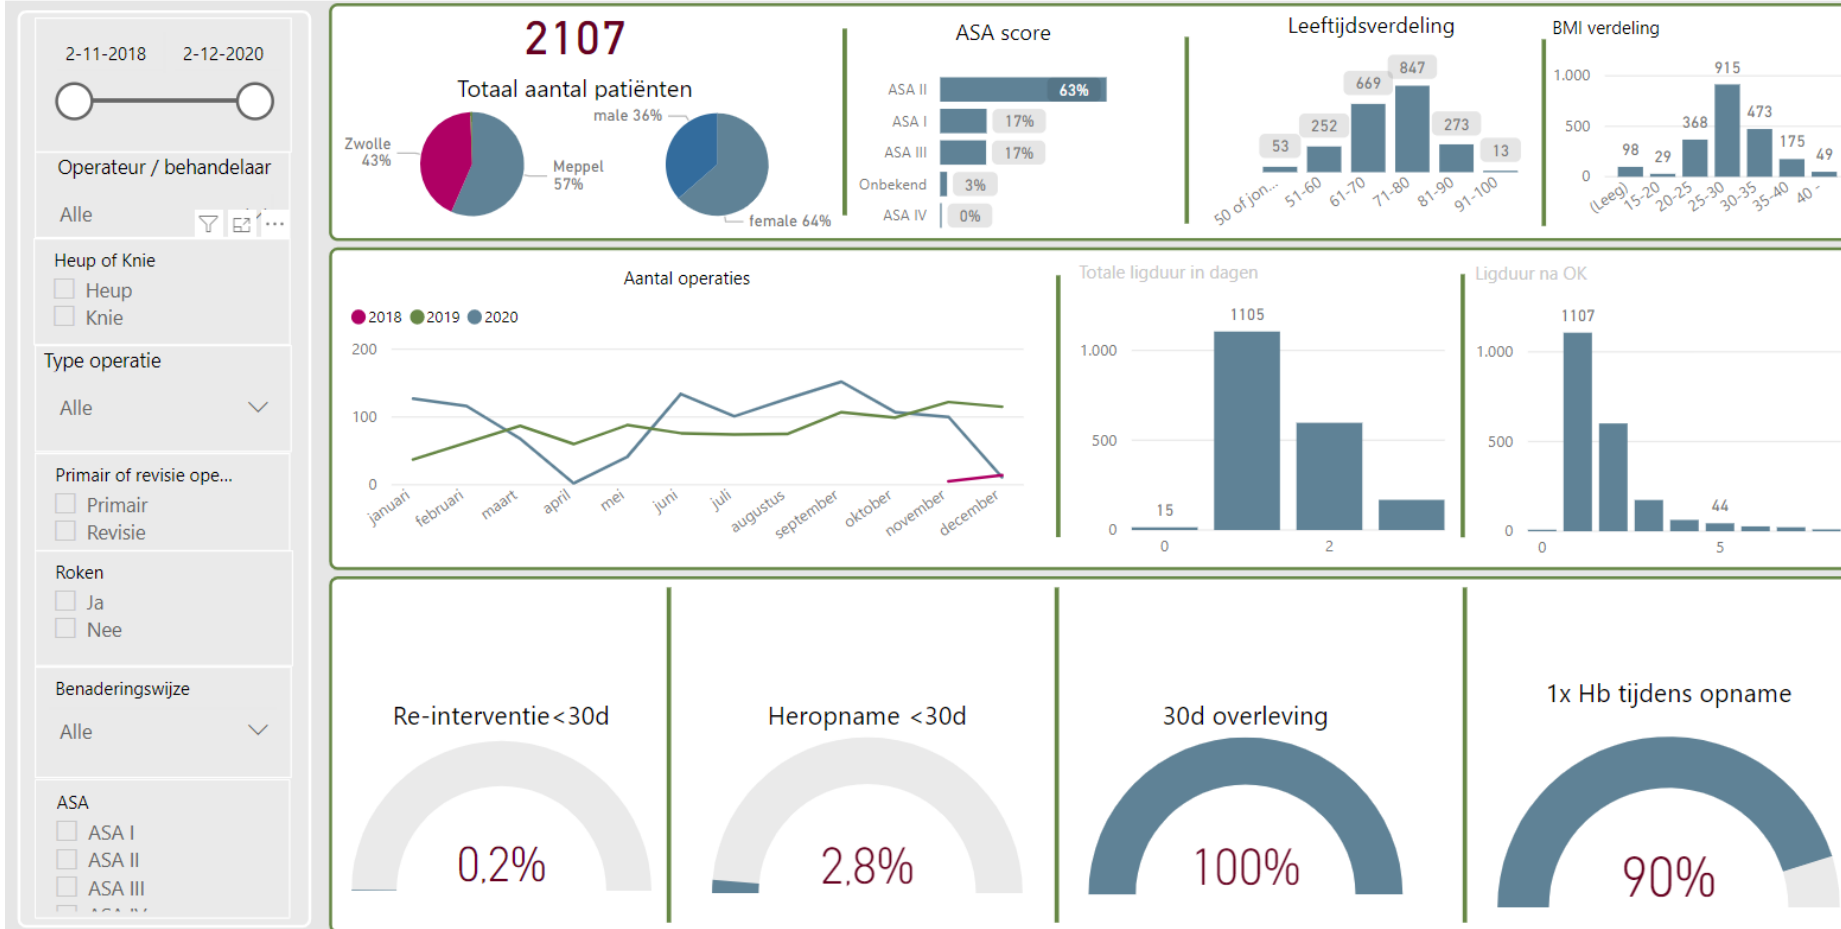 2-11-2018 2-12-2020
Operateur / behandelaar
Alle
Heup of Knie
Heup
Knie
Type operatie
Alle
Primair of revisie ope...
Primair
Revisie
Roken
Ja
Nee
Benaderingswijze
Alle
ASA
ASA I
ASA II
ASA III
ASA IV
2107
Totaal aantal patiënten
Zwolle
43%
Meppel
57%
male 36%
female 64%
ASA score
ASA II 63%
ASA I 17%
ASA III 17%
Onbekend 3%
ASA IV 0%
Leeftijdsverdeling
53 252 669 847 273 13
50 of jon... 51-60 61-70 71-80 81-90 91-100
BMI verdeling
1.000
500
0
98 29 368 915 473 175 49
(Leeg) 15-20 20-25 25-30 30-35 35-40 40 -
Aantal operaties
2018 2019 2020
200
100
0
januari februari maart april mei juni juli augustus september oktober november december
Totale ligduur in dagen
1.000
500
0
15 1105
0 2
Ligduur na OK
1.000
500
0
1107 44
0 5
Re-interventie<30d
0,2%
Heropname <30d
2,8%
30d overleving
100%
1x Hb tijdens opname
90%